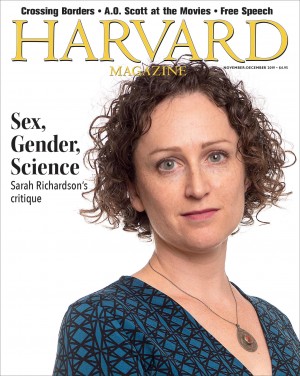 Crossing Borders • A.O. Scott at the Movies • Free Speech
HARVARD
MAGAZINE
NOVEMBER-DECEMBER 2019 • $4.95
Sex,
Gender,
Science
Sarah Richardson's
critique